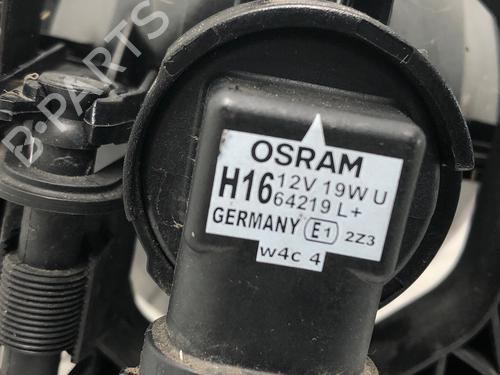 B-PARTS
OSRAM
H16 12V 19W U
64219 L+
GERMANY E1 2Z3
W4C 4